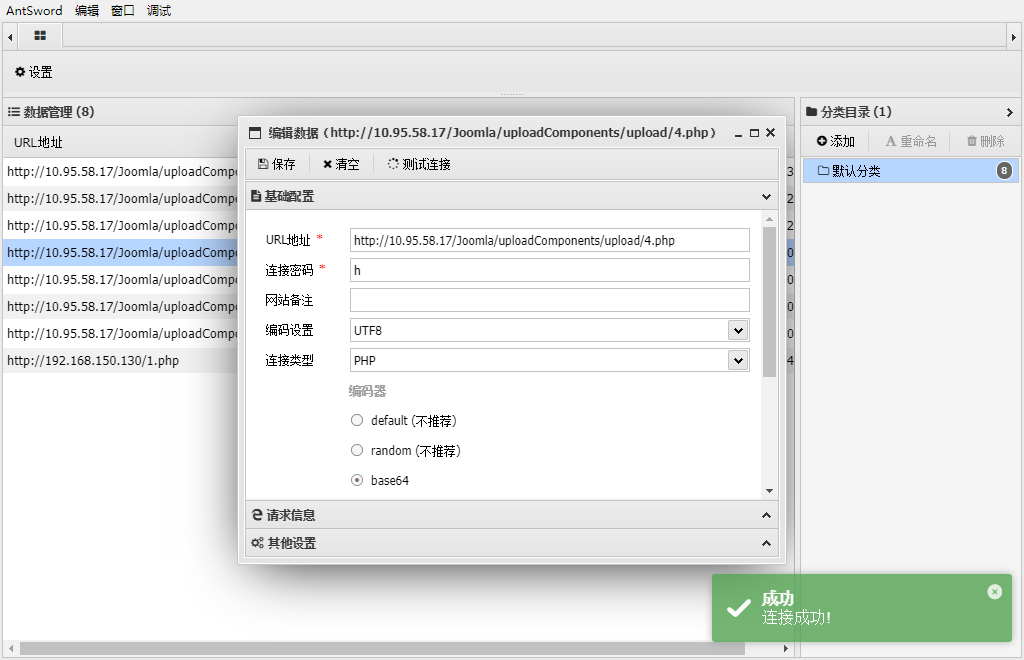 AntSword 编辑 窗口 调试
设置
数据管理 (8)
分类目录 (1)
URL地址
添加 重命名 删除
默认分类 8
http://10.95.58.17/Joomla/uploadCompo
http://10.95.58.17/Joomla/uploadCompo
http://10.95.58.17/Joomla/uploadCompo
http://10.95.58.17/Joomla/uploadCompo
http://10.95.58.17/Joomla/uploadCompo
http://10.95.58.17/Joomla/uploadCompo
http://10.95.58.17/Joomla/uploadCompo
http://192.168.150.130/1.php
编辑数据 (http://10.95.58.17/Joomla/uploadComponents/upload/4.php)
保存 清空 测试连接
基础配置
URL地址 * http://10.95.58.17/Joomla/uploadComponents/upload/4.php
连接密码 * h
网站备注
编码设置 UTF8
连接类型 PHP
编码器
default (不推荐)
random (不推荐)
base64
请求信息
其他设置
成功
连接成功!